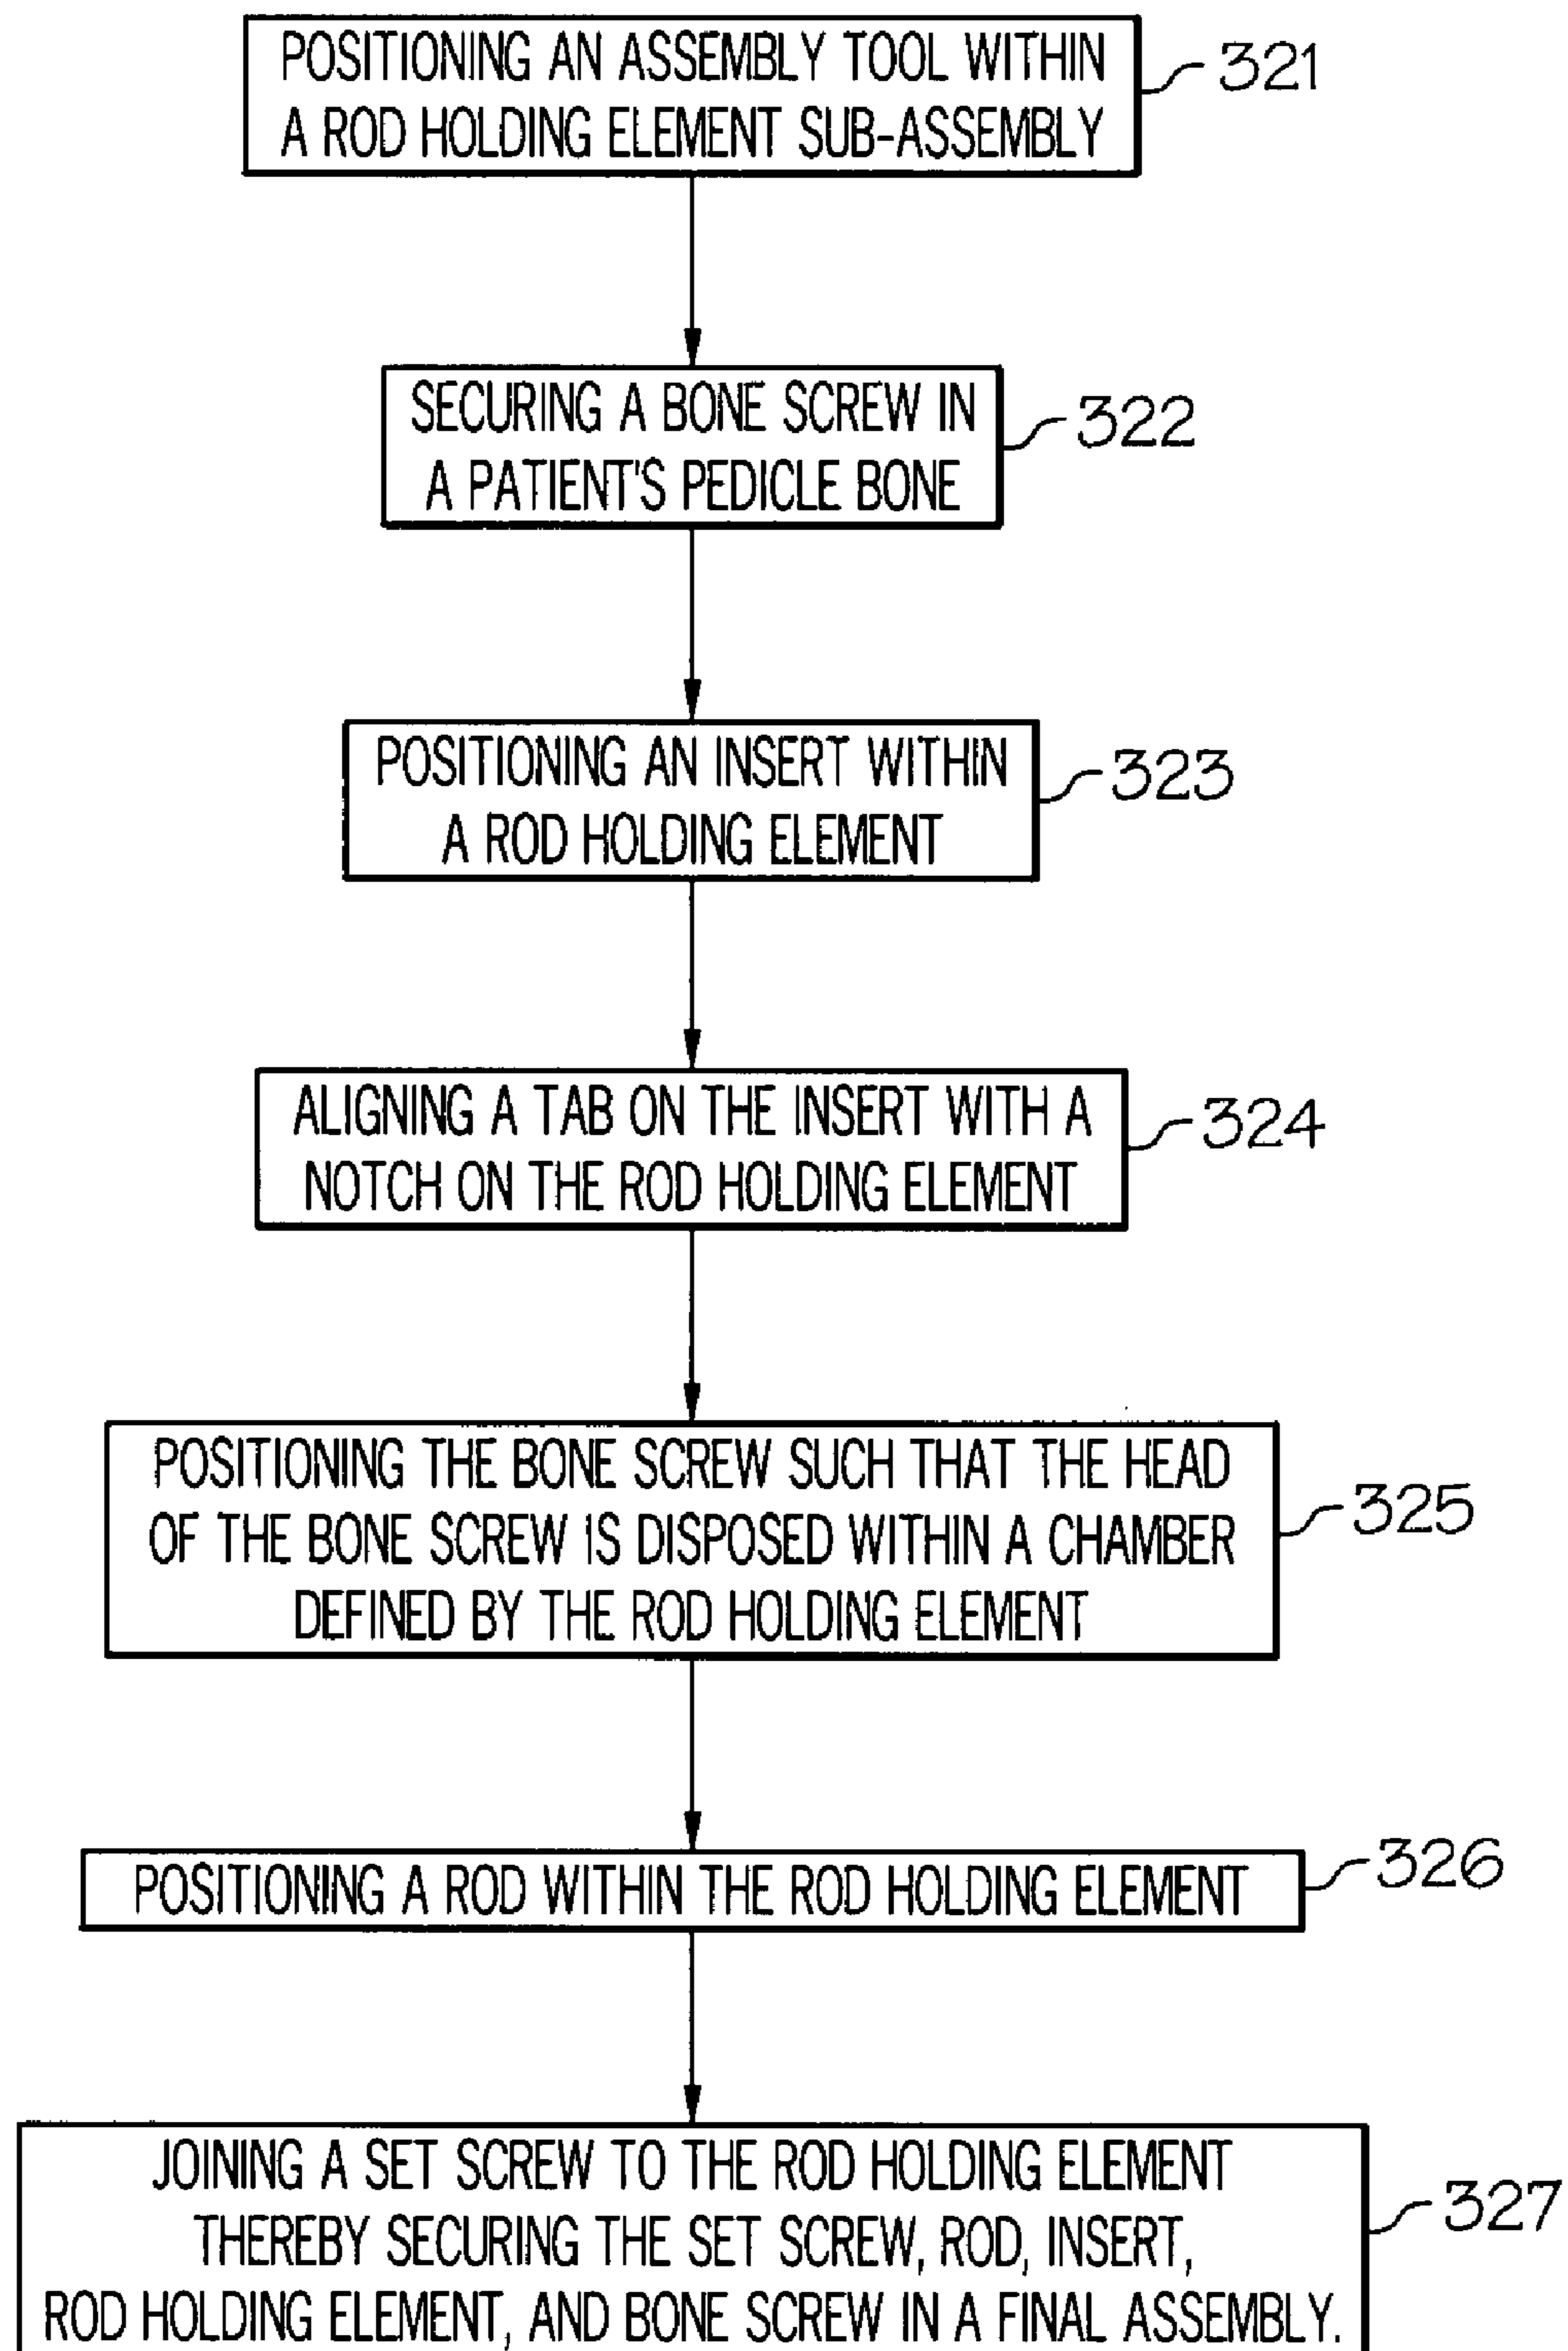 POSITIONING AN ASSEMBLY TOOL WITHIN
A ROD HOLDING ELEMENT SUB-ASSEMBLY
321
SECURING A BONE SCREW IN
A PATIENT'S PEDICLE BONE
322
POSITIONING AN INSERT WITHIN
A ROD HOLDING ELEMENT
323
ALIGNING A TAB ON THE INSERT WITH A
NOTCH ON THE ROD HOLDING ELEMENT
324
POSITIONING THE BONE SCREW SUCH THAT THE HEAD
OF THE BONE SCREW IS DISPOSED WITHIN A CHAMBER
DEFINED BY THE ROD HOLDING ELEMENT
325
POSITIONING A ROD WITHIN THE ROD HOLDING ELEMENT
326
JOINING A SET SCREW TO THE ROD HOLDING ELEMENT
THEREBY SECURING THE SET SCREW, ROD, INSERT,
ROD HOLDING ELEMENT, AND BONE SCREW IN A FINAL ASSEMBLY.
327